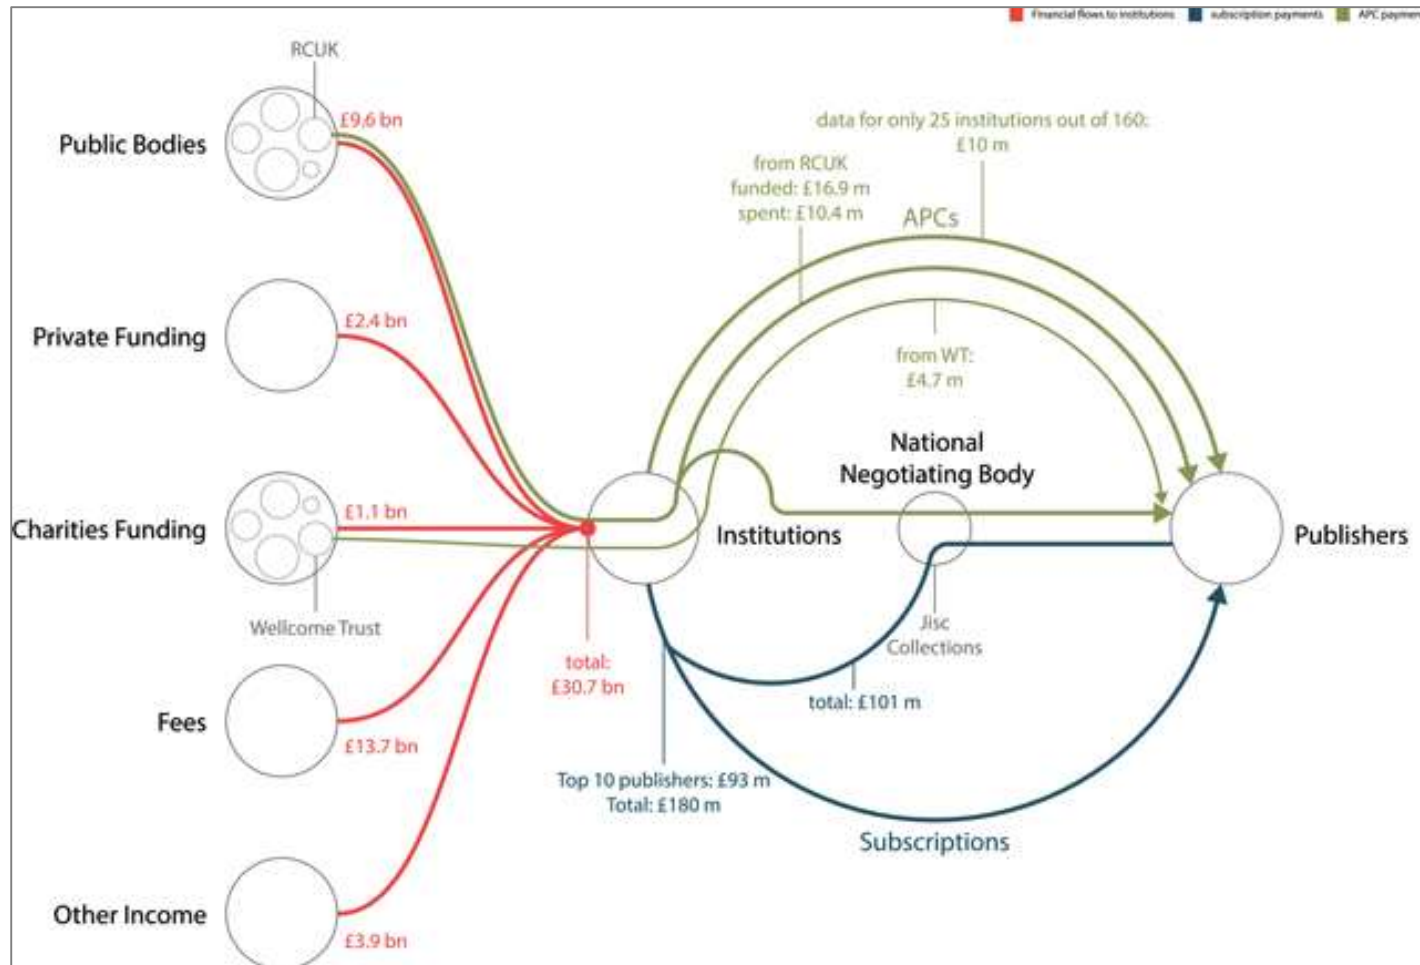 Financial flows to institutions
subscription payments
APC paymen
RCUK
£9.6 bn
Public Bodies
data for only 25 institutions out of 160:
£10 m
from RCUK
funded: £16.9 m
spent: £10.4 m
APCs
£2.4 bn
Private Funding
from WT:
£4.7 m
National
Negotiating Body
£1.1 bn
Charities Funding
Institutions
Publishers
Wellcome Trust
Jisc
Collections
total:
£30.7 bn
total: £101 m
Fees
£13.7 bn
Top 10 publishers: £93 m
Total: £180 m
Subscriptions
Other Income
£3.9 bn